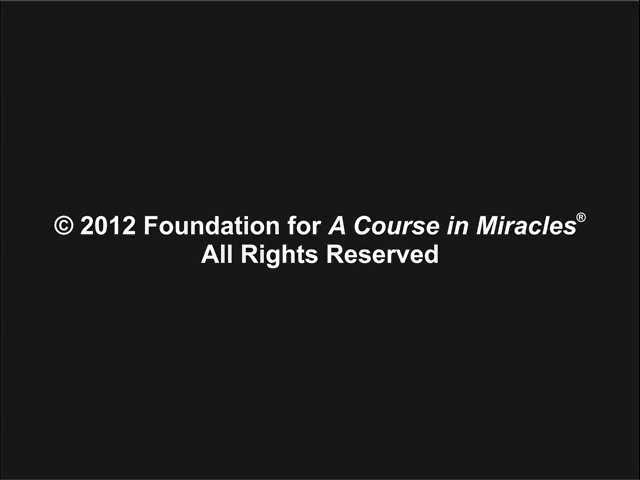 © 2012 Foundation for A Course in Miracles®
All Rights Reserved